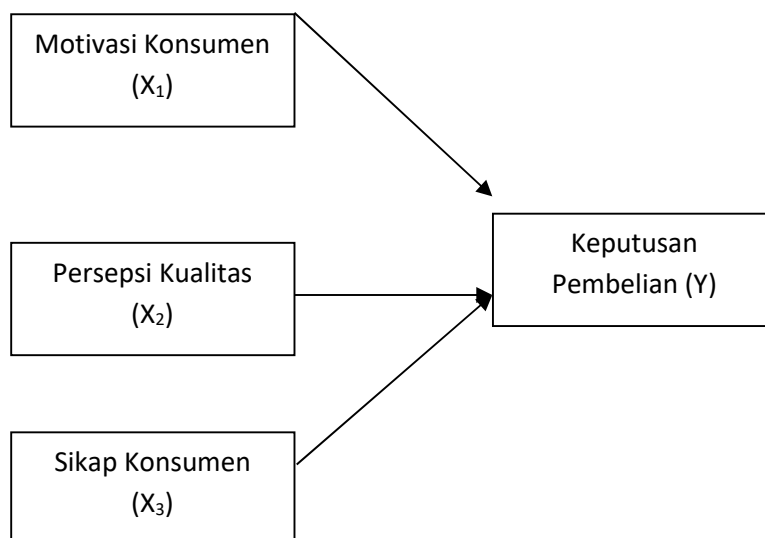 Motivasi Konsumen
(X₁)
Persepsi Kualitas
(X₂)
Sikap Konsumen
(X₃)
Keputusan
Pembelian (Y)